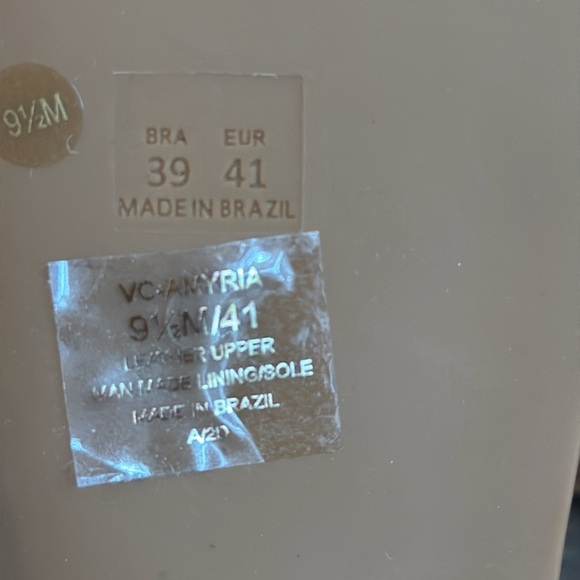 9½M
BRA EUR
39 41
MADE IN BRAZIL
VC-AMYRIA
9½M/41
LEATHER UPPER
MAN MADE LINING/SOLE
MADE IN BRAZIL
A/2D